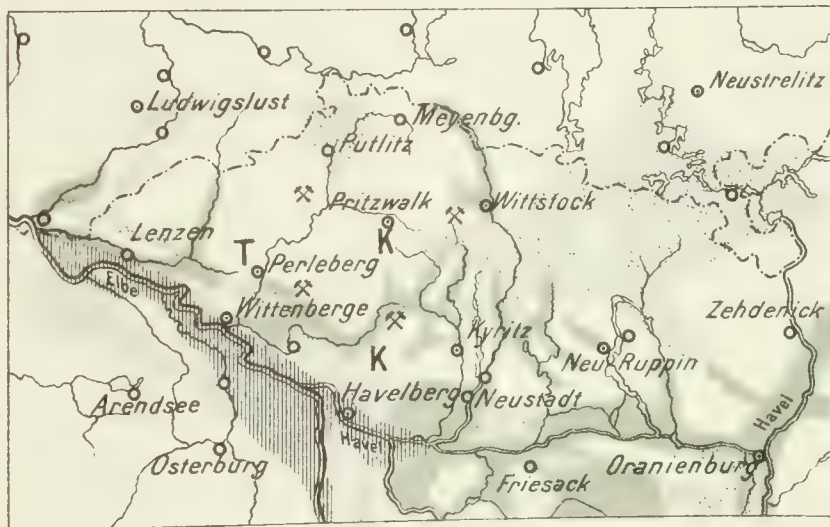 Neustrelitz
Ludwigslust
Meyenbg.
Putlitz
Pritzwalk
Wittstock
K
Lenzen
T
Perleberg
Elbe
Wittenberge
Zehdenick
Kyritz
K
Neu Ruppin
Havelberg
Arendsee
Neustadt
Havel
Havel
Osterburg
Oranienburg
Friesack